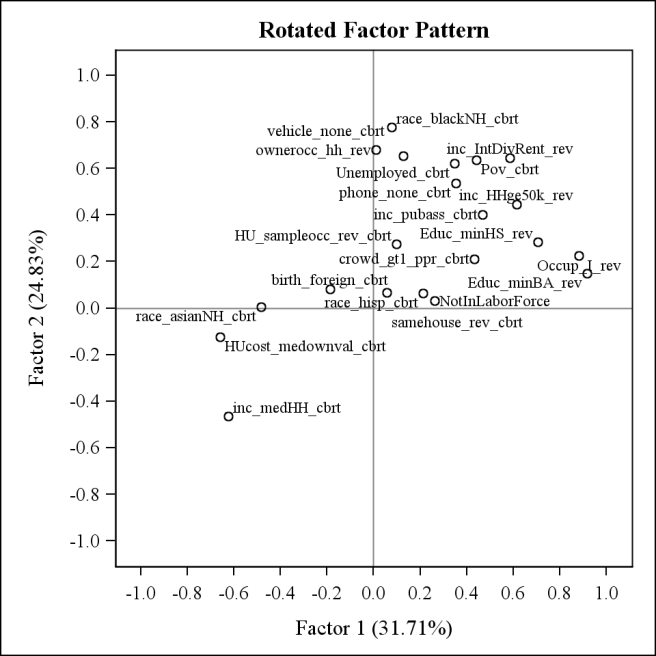 Rotated Factor Pattern
1.0
0.8
0.6
0.4
0.2
0.0
-0.2
-0.4
-0.6
-0.8
-1.0
Factor 2 (24.83%)
race_blackNH_cbrt
vehicle_none_cbrt
ownerocc_hh_rev
inc_IntDivRent_rev
Unemployed_cbrt
Pov_cbrt
phone_none_cbrt
inc_HHge50k_rev
inc_pubass_cbrt
HU_sampleocc_rev_cbrt
Educ_minHS_rev
crowd_gt1_ppr_cbrt
Occup_I_rev
birth_foreign_cbrt
Educ_minBA_rev
race_hisp_cbrt
NotInLaborForce
race_asianNH_cbrt
samehouse_rev_cbrt
HUcost_medownval_cbrt
inc_medHH_cbrt
-1.0 -0.8 -0.6 -0.4 -0.2 0.0 0.2 0.4 0.6 0.8 1.0
Factor 1 (31.71%)